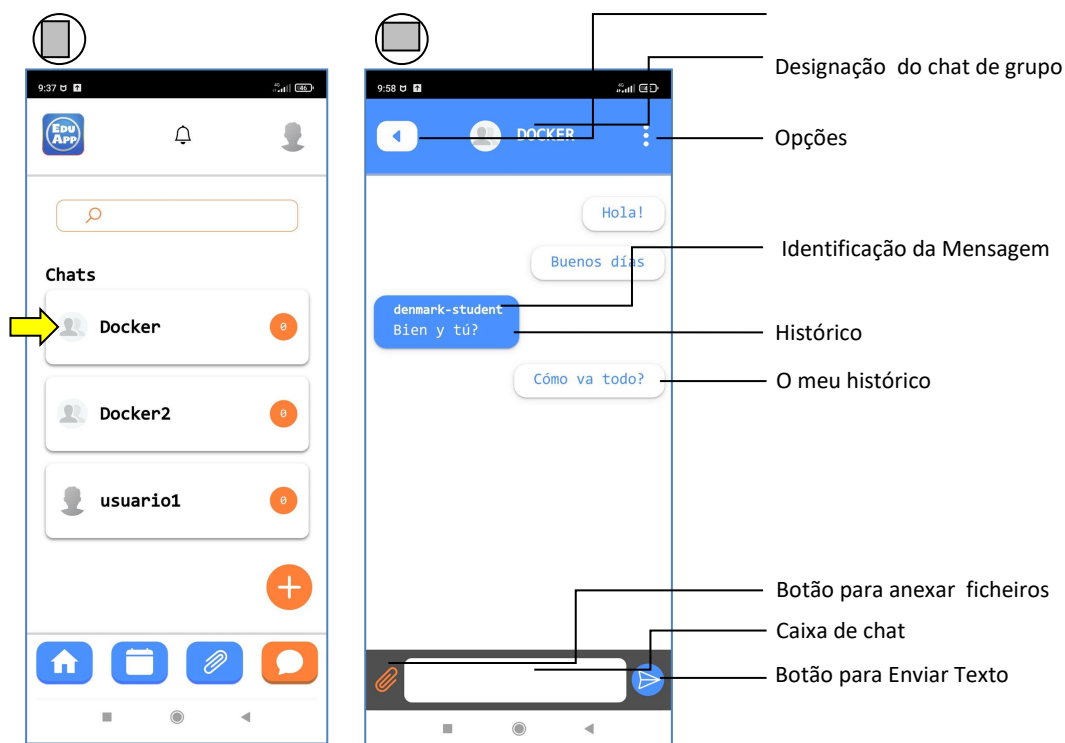 9:37
EDU
APP
Chats
Docker
0
Docker2
0
usuario1
0
9:58
DOCKER
Hola!
Buenos días
denmark-student
Bien y tú?
Cómo va todo?
Designação do chat de grupo
Opções
Identificação da Mensagem
Histórico
O meu histórico
Botão para anexar ficheiros
Caixa de chat
Botão para Enviar Texto